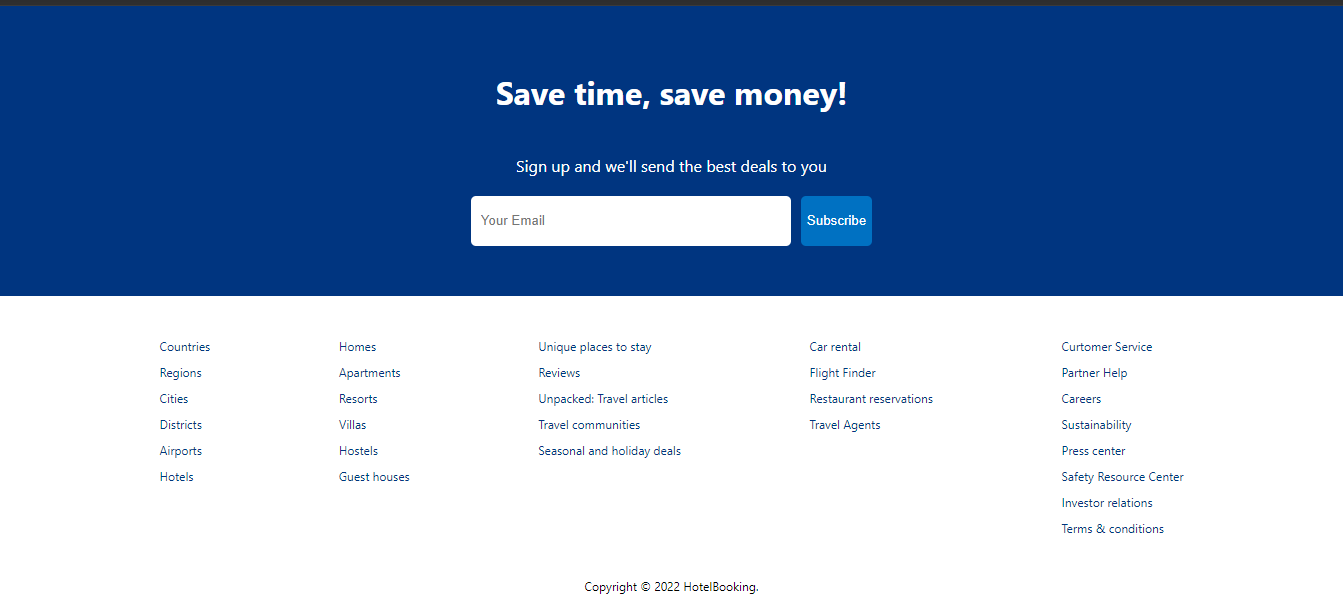 Save time, save money!
Sign up and we'll send the best deals to you
Your Email
Subscribe
Countries
Regions
Cities
Districts
Airports
Hotels
Homes
Apartments
Resorts
Villas
Hostels
Guest houses
Unique places to stay
Reviews
Unpacked: Travel articles
Travel communities
Seasonal and holiday deals
Car rental
Flight Finder
Restaurant reservations
Travel Agents
Curtomer Service
Partner Help
Careers
Sustainability
Press center
Safety Resource Center
Investor relations
Terms & conditions
Copyright © 2022 HotelBooking.